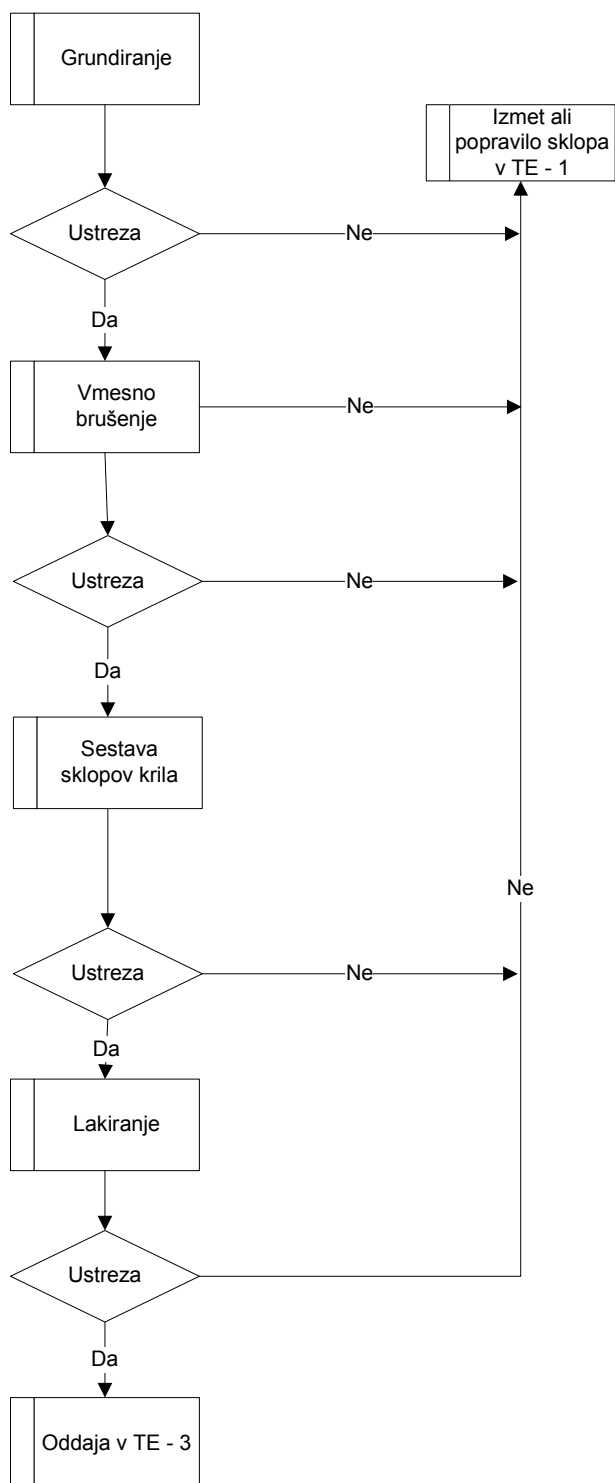 Grundiranje
Izmet ali
popravilo sklopa
v TE - 1
Ustreza
Ne
Da
Vmesno
brušenje
Ne
Ustreza
Ne
Da
Sestava
sklopov krila
Ne
Ustreza
Ne
Da
Lakiranje
Ustreza
Da
Oddaja v TE - 3